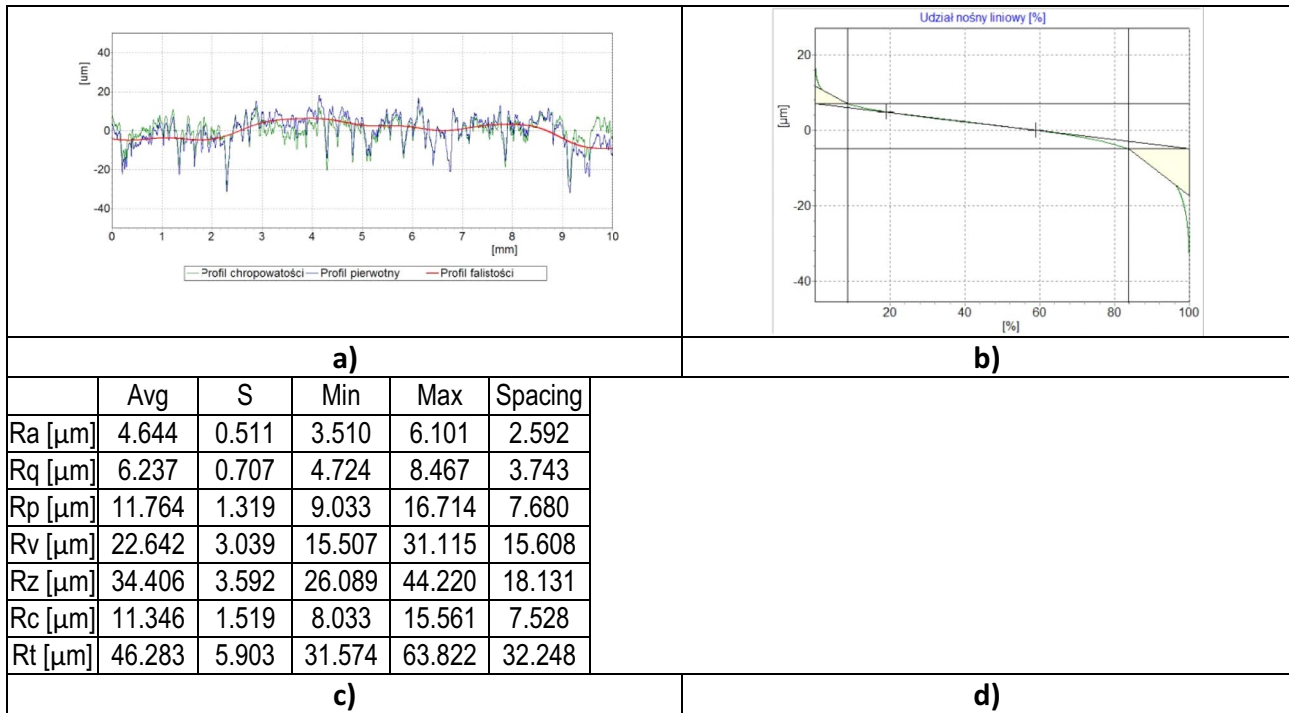 40
20
0
-20
-40
[um]
0 1 2 3 4 5 6 7 8 9 10
[mm]
Profil chropowatości Profil pierwotny Profil falistości
Udział nośny liniowy [%]
20
0
-20
-40
[µm]
20 40 60 80 100
[%]
a) b)
Avg S Min Max Spacing
Ra [µm] 4.644 0.511 3.510 6.101 2.592
Rq [µm] 6.237 0.707 4.724 8.467 3.743
Rp [µm] 11.764 1.319 9.033 16.714 7.680
Rv [µm] 22.642 3.039 15.507 31.115 15.608
Rz [µm] 34.406 3.592 26.089 44.220 18.131
Rc [µm] 11.346 1.519 8.033 15.561 7.528
Rt [µm] 46.283 5.903 31.574 63.822 32.248
c) d)